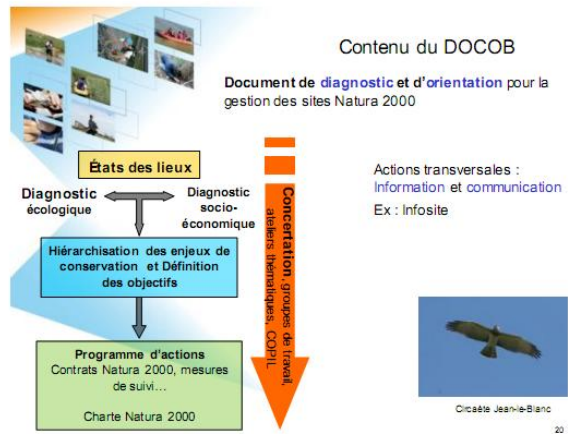 Contenu du DOCOB
Document de diagnostic et d'orientation pour la
gestion des sites Natura 2000
États des lieux
Diagnostic
écologique
Diagnostic
socio-
économique
Hiérarchisation des enjeux de
conservation et Définition
des objectifs
Programme d'actions
Contrats Natura 2000, mesures
de suivi…
Charte Natura 2000
Concertation, groupes de travail,
ateliers thématiques, COPIL
Actions transversales :
Information et communication
Ex : Infosite
Circaète Jean-le-Blanc
20